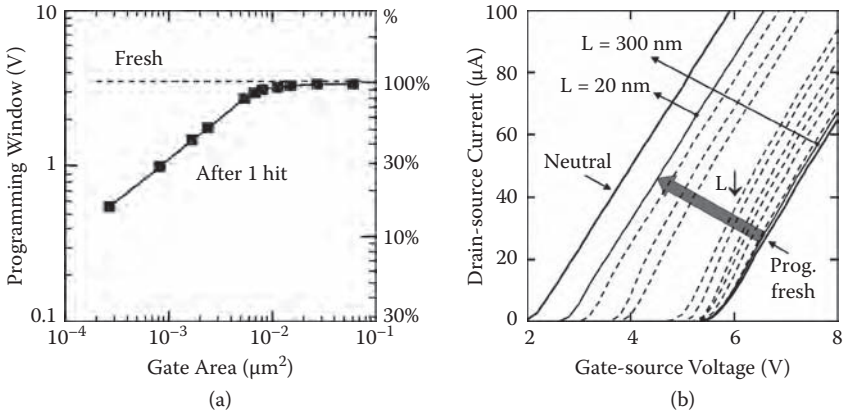 10
1
0.1
Programming Window (V)
%
100%
30%
10%
30%
Fresh
After 1 hit
10⁻⁴
10⁻³
10⁻²
10⁻¹
Gate Area (µm²)
(a)
100
80
60
40
20
0
Drain-source Current (µA)
L = 300 nm
L = 20 nm
Neutral
L
Prog.
fresh
2
4
6
8
Gate-source Voltage (V)
(b)